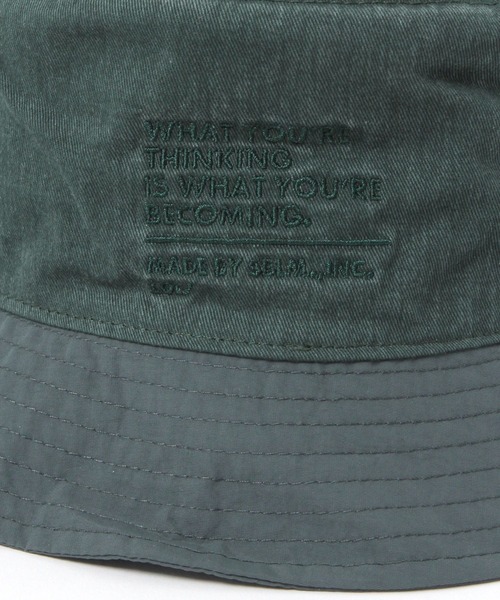 WHAT YOU'RE
THINKING
IS WHAT YOU'RE
BECOMING.
MADE BY S.B.I.M., INC.